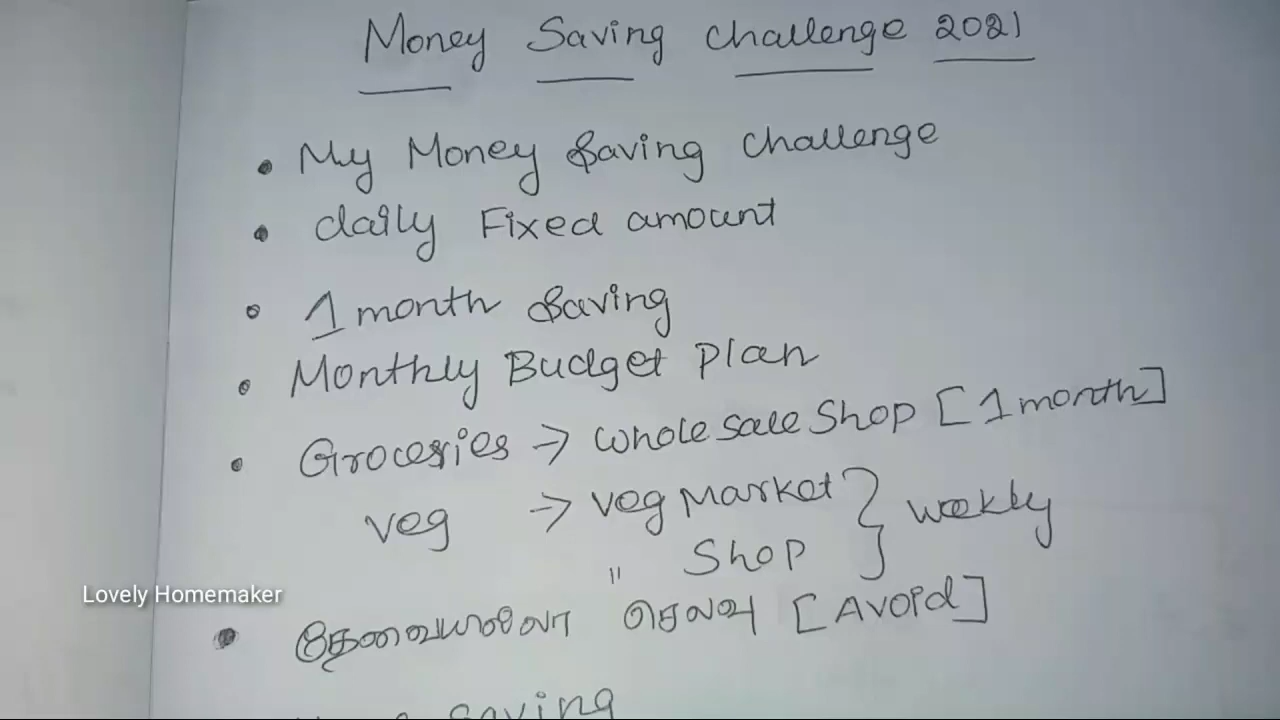 Money Saving challenge 2021
• My Money Saving challenge
• daily Fixed amount
• 1 month Saving
• Monthly Budget Plan
• Groceries → whole sale Shop [1 month]
veg → veg Market } weekly
" Shop
Lovely Homemaker
• தேவையில்லா செலவு [Avoid]
saving